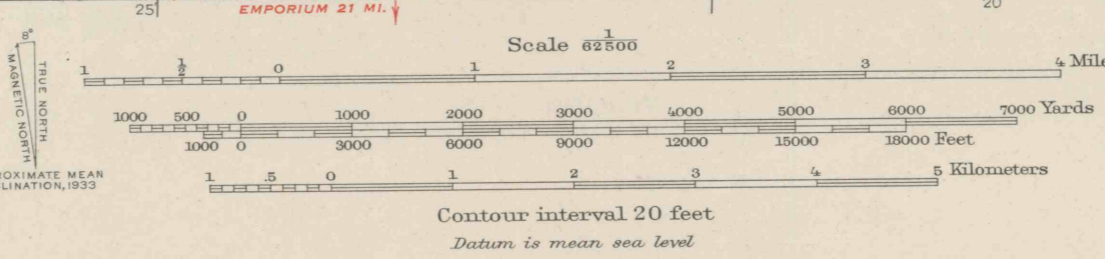 25 EMPORIUM 21 MI. 20
Scale 1/62500
8°
TRUE NORTH
MAGNETIC NORTH
ROXIMATE MEAN
LINATION, 1933
1 ½ 0 1 2 3 4 Mile
1000 500 0 1000 2000 3000 4000 5000 6000 7000 Yards
1000 0 3000 6000 9000 12000 15000 18000 Feet
1 .5 0 1 2 3 4 5 Kilometers
Contour interval 20 feet
Datum is mean sea level